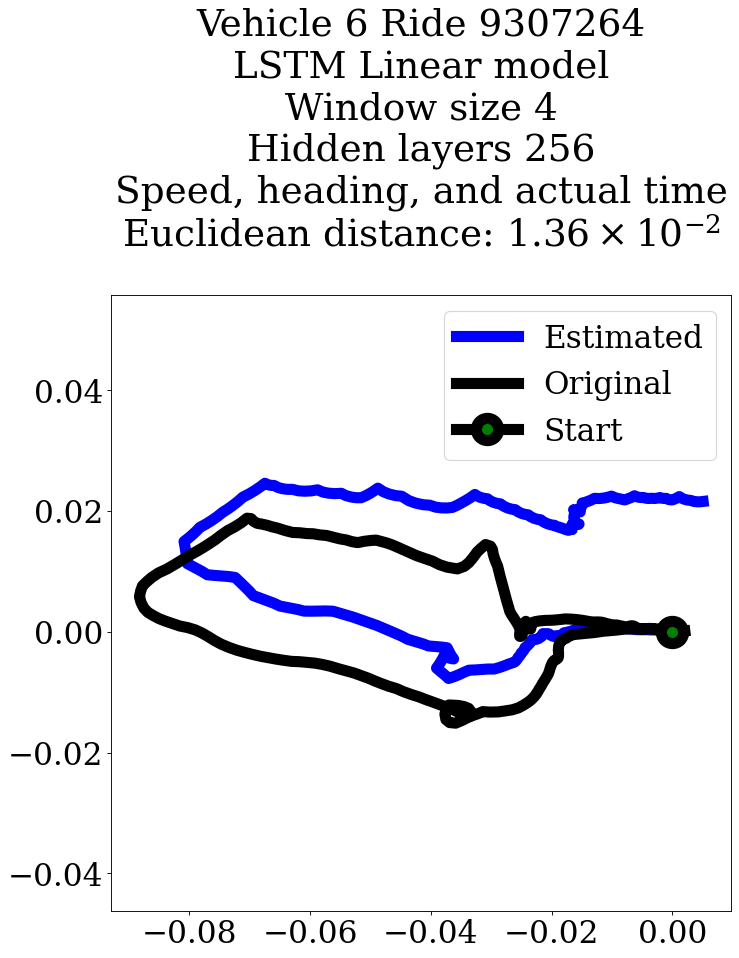 Vehicle 6 Ride 9307264
LSTM Linear model
Window size 4
Hidden layers 256
Speed, heading, and actual time
Euclidean distance: 1.36 × 10⁻²
Estimated
Original
Start
0.04
0.02
0.00
−0.02
−0.04
−0.08 −0.06 −0.04 −0.02 0.00